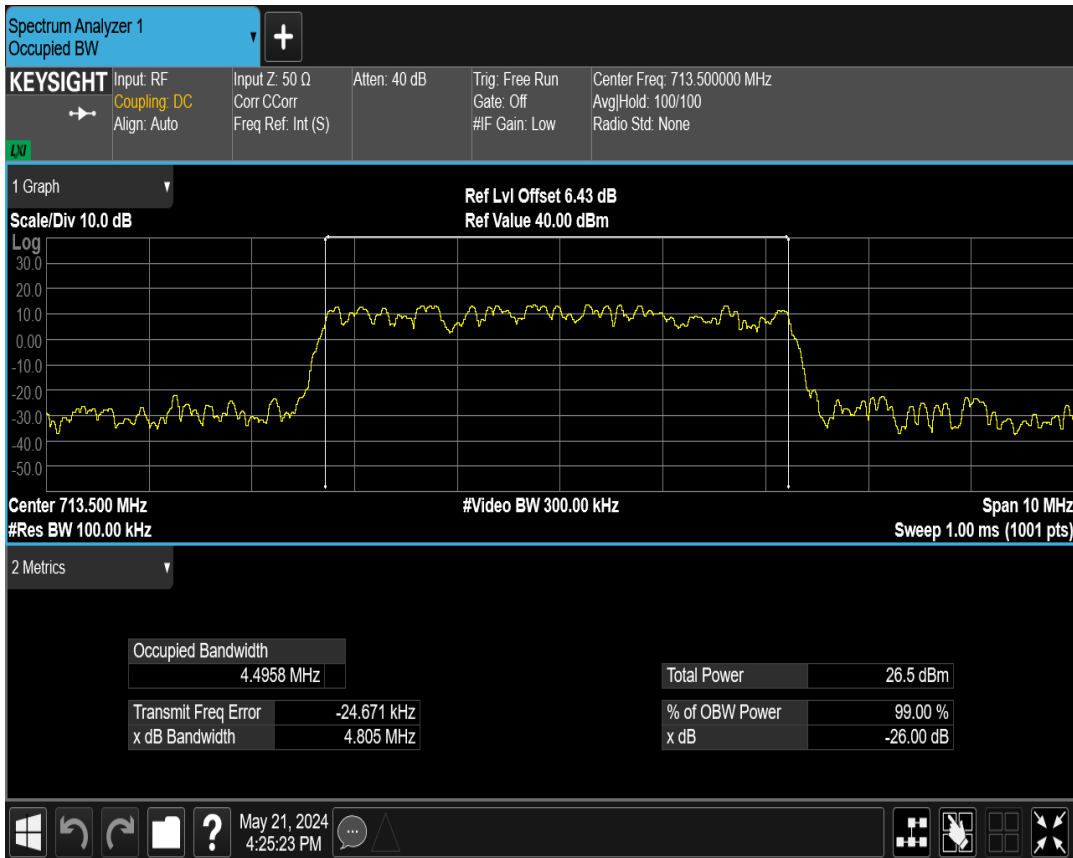 Spectrum Analyzer 1
Occupied BW
KEYSIGHT
LXI
Input: RF
Coupling: DC
Align: Auto
Input Z: 50 Ω
Corr CCorr
Freq Ref: Int (S)
Atten: 40 dB
Trig: Free Run
Gate: Off
#IF Gain: Low
Center Freq: 713.500000 MHz
Avg|Hold: 100/100
Radio Std: None
1 Graph
Ref Lvl Offset 6.43 dB
Scale/Div 10.0 dB
Ref Value 40.00 dBm
Log
30.0
20.0
10.0
0.00
-10.0
-20.0
-30.0
-40.0
-50.0
Center 713.500 MHz
#Video BW 300.00 kHz
Span 10 MHz
#Res BW 100.00 kHz
Sweep 1.00 ms (1001 pts)
2 Metrics
Occupied Bandwidth
4.4958 MHz
Total Power 26.5 dBm
Transmit Freq Error -24.671 kHz
% of OBW Power 99.00 %
x dB Bandwidth 4.805 MHz
x dB -26.00 dB
May 21, 2024
4:25:23 PM